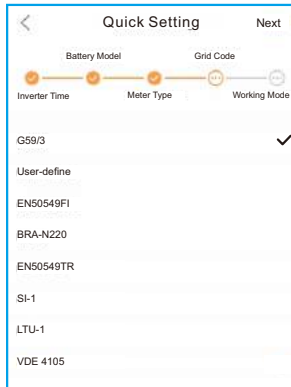 Quick Setting Next
Battery Model Grid Code
Inverter Time Meter Type Working Mode
G59/3
User-define
EN50549FI
BRA-N220
EN50549TR
SI-1
LTU-1
VDE 4105